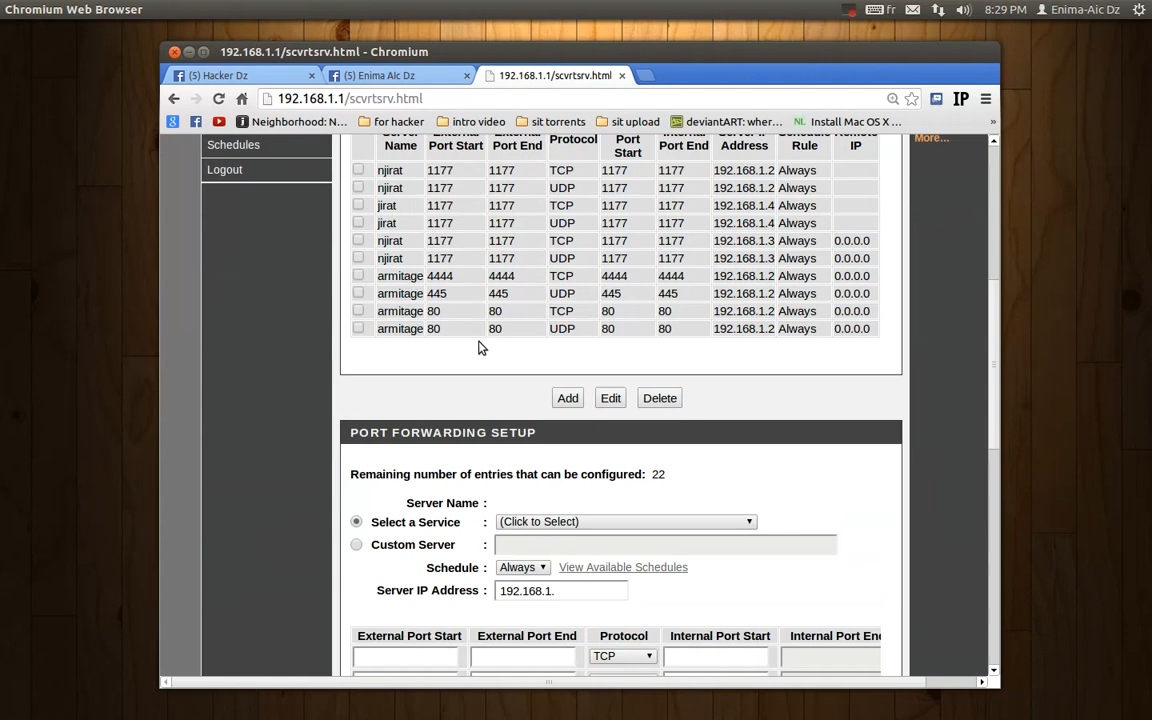 Chromium Web Browser fr 8:29 PM Enima-Aic Dz
192.168.1.1/scvrtsrv.html - Chromium
(5) Hacker Dz (5) Enima AIc Dz 192.168.1.1/scvrtsrv.html
192.168.1.1/scvrtsrv.html IP
Neighborhood: N... for hacker intro video sit torrents sit upload deviantART: wher... Install Mac OS X ... »
Schedules
Logout
More...
Name Port Start Port End Protocol Port Start Port End Address Rule IP
njirat 1177 1177 TCP 1177 1177 192.168.1.2 Always
njirat 1177 1177 UDP 1177 1177 192.168.1.2 Always
jirat 1177 1177 TCP 1177 1177 192.168.1.4 Always
jirat 1177 1177 UDP 1177 1177 192.168.1.4 Always
njirat 1177 1177 TCP 1177 1177 192.168.1.3 Always 0.0.0.0
njirat 1177 1177 UDP 1177 1177 192.168.1.3 Always 0.0.0.0
armitage 4444 4444 TCP 4444 4444 192.168.1.2 Always 0.0.0.0
armitage 445 445 UDP 445 445 192.168.1.2 Always 0.0.0.0
armitage 80 80 TCP 80 80 192.168.1.2 Always 0.0.0.0
armitage 80 80 UDP 80 80 192.168.1.2 Always 0.0.0.0
Add Edit Delete
PORT FORWARDING SETUP
Remaining number of entries that can be configured: 22
Server Name :
Select a Service : (Click to Select)
Custom Server :
Schedule : Always View Available Schedules
Server IP Address : 192.168.1.
External Port Start External Port End Protocol Internal Port Start Internal Port End
TCP